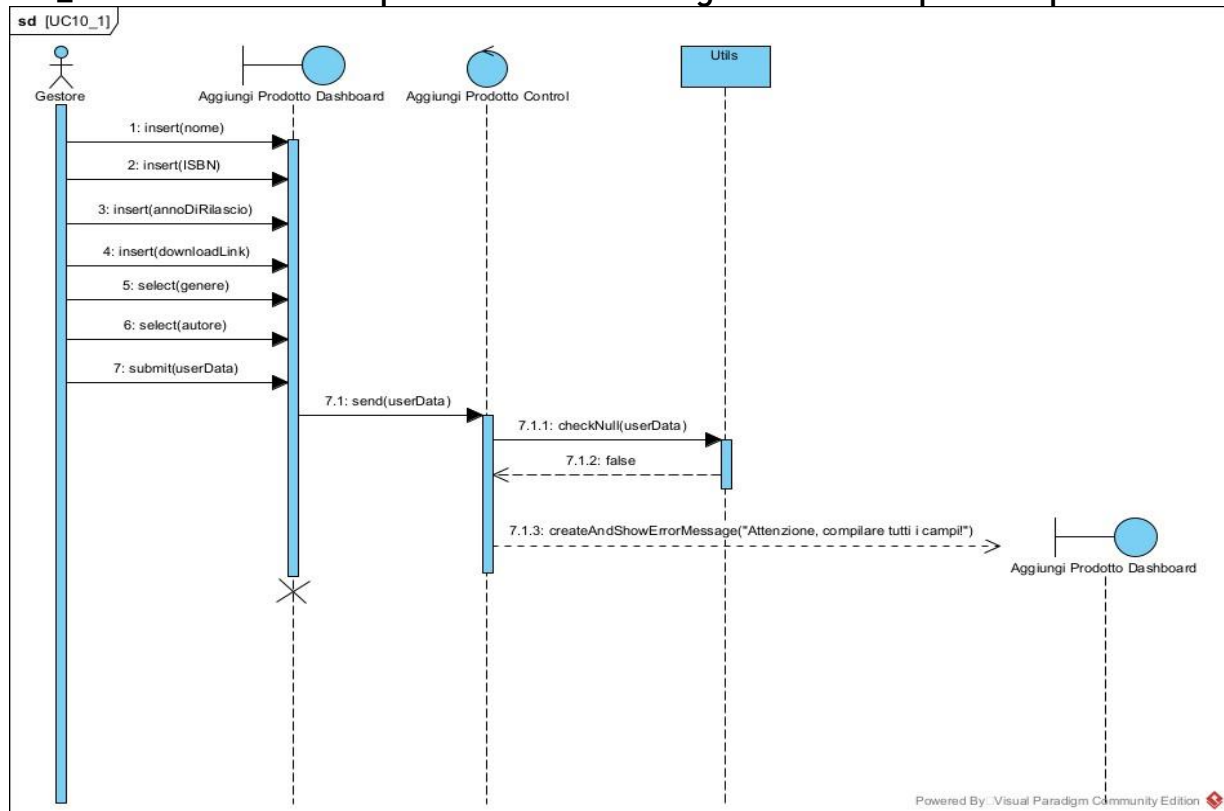 sd [UC10_1]
Gestore
Aggiungi Prodotto Dashboard
Aggiungi Prodotto Control
Utils
1: insert(nome)
2: insert(ISBN)
3: insert(annoDiRilascio)
4: insert(downloadLink)
5: select(genere)
6: select(autore)
7: submit(userData)
7.1: send(userData)
7.1.1: checkNull(userData)
7.1.2: false
7.1.3: createAndShowErrorMessage("Attenzione, compilare tutti i campi!")
Aggiungi Prodotto Dashboard
Powered By Visual Paradigm Community Edition